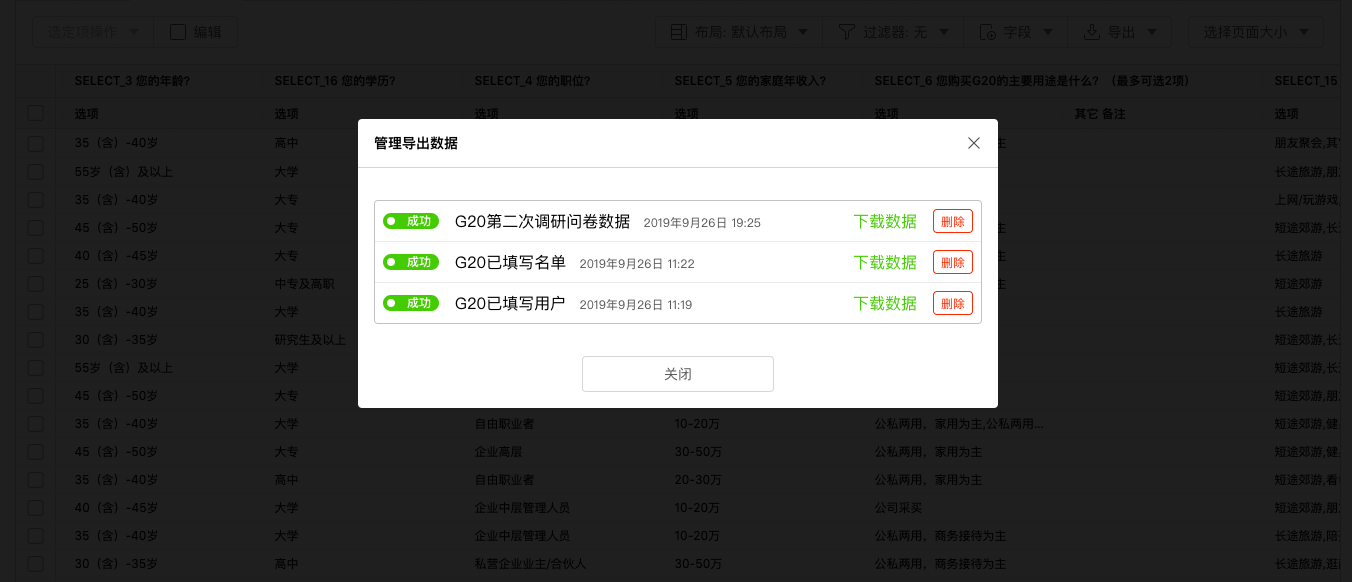 选定项操作 编辑 布局: 默认布局 过滤器: 无 字段 导出 选择页面大小
SELECT_3 您的年龄? SELECT_16 您的学历? SELECT_4 您的职位? SELECT_5 您的家庭年收入? SELECT_6 您购买G20的主要用途是什么? (最多可选2项) SELECT_15
选项 选项 选项 选项 选项 其它 备注 选项
管理导出数据
成功 G20第二次调研问卷数据 2019年9月26日 19:25 下载数据 删除
成功 G20已填写名单 2019年9月26日 11:22 下载数据 删除
成功 G20已填写用户 2019年9月26日 11:19 下载数据 删除
关闭
35（含）-40岁 高中 主 朋友聚会,其
55岁（含）及以上 大学 长途旅游,朋
35（含）-40岁 大专 上网/玩游戏
45（含）-50岁 大专 主 短途郊游,长
40（含）-45岁 大专 主 长途旅游
25（含）-30岁 中专及高职 主 短途郊游
35（含）-40岁 大学 长途旅游
30（含）-35岁 研究生及以上 短途郊游,长
55岁（含）及以上 大学 短途郊游,长
45（含）-50岁 大专 短途郊游,朋
35（含）-40岁 大学 自由职业者 10-20万 公私两用，家用为主,公私两用... 短途郊游,健
45（含）-50岁 大专 企业高层 30-50万 公私两用，家用为主 短途郊游,健
35（含）-40岁 高中 自由职业者 20-30万 公私两用，家用为主 短途郊游,看
40（含）-45岁 大学 企业中层管理人员 10-20万 公司采买 短途郊游,朋
35（含）-40岁 大学 企业中层管理人员 10-20万 公私两用，商务接待为主 长途旅游,陪
30（含）-35岁 高中 私营企业业主/合伙人 30-50万 公私两用，商务接待为主 短途郊游,逛